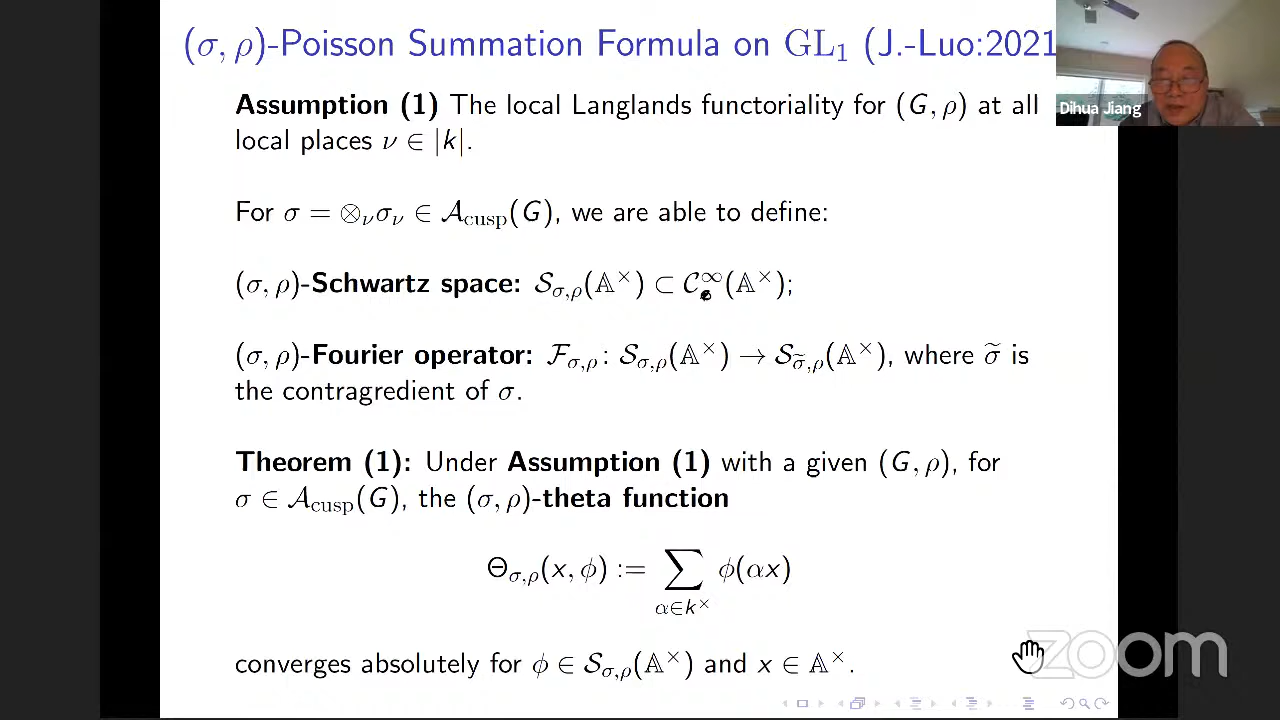 (σ, ρ)-Poisson Summation Formula on GL₁ (J.-Luo:2021
Dihua Jiang
Assumption (1) The local Langlands functoriality for (G, ρ) at all
local places ν ∈ |k|.
For σ = ⊗_ν σ_ν ∈ 𝒜_cusp(G), we are able to define:
(σ, ρ)-Schwartz space: 𝒮_{σ,ρ}(𝔸^×) ⊂ 𝒞^∞(𝔸^×);
(σ, ρ)-Fourier operator: ℱ_{σ,ρ}: 𝒮_{σ,ρ}(𝔸^×) → 𝒮_{σ̃,ρ}(𝔸^×), where σ̃ is
the contragredient of σ.
Theorem (1): Under Assumption (1) with a given (G, ρ), for
σ ∈ 𝒜_cusp(G), the (σ, ρ)-theta function
Θ_{σ,ρ}(x, ϕ) := ∑_{α∈k^×} ϕ(αx)
converges absolutely for ϕ ∈ 𝒮_{σ,ρ}(𝔸^×) and x ∈ 𝔸^×.
zoom